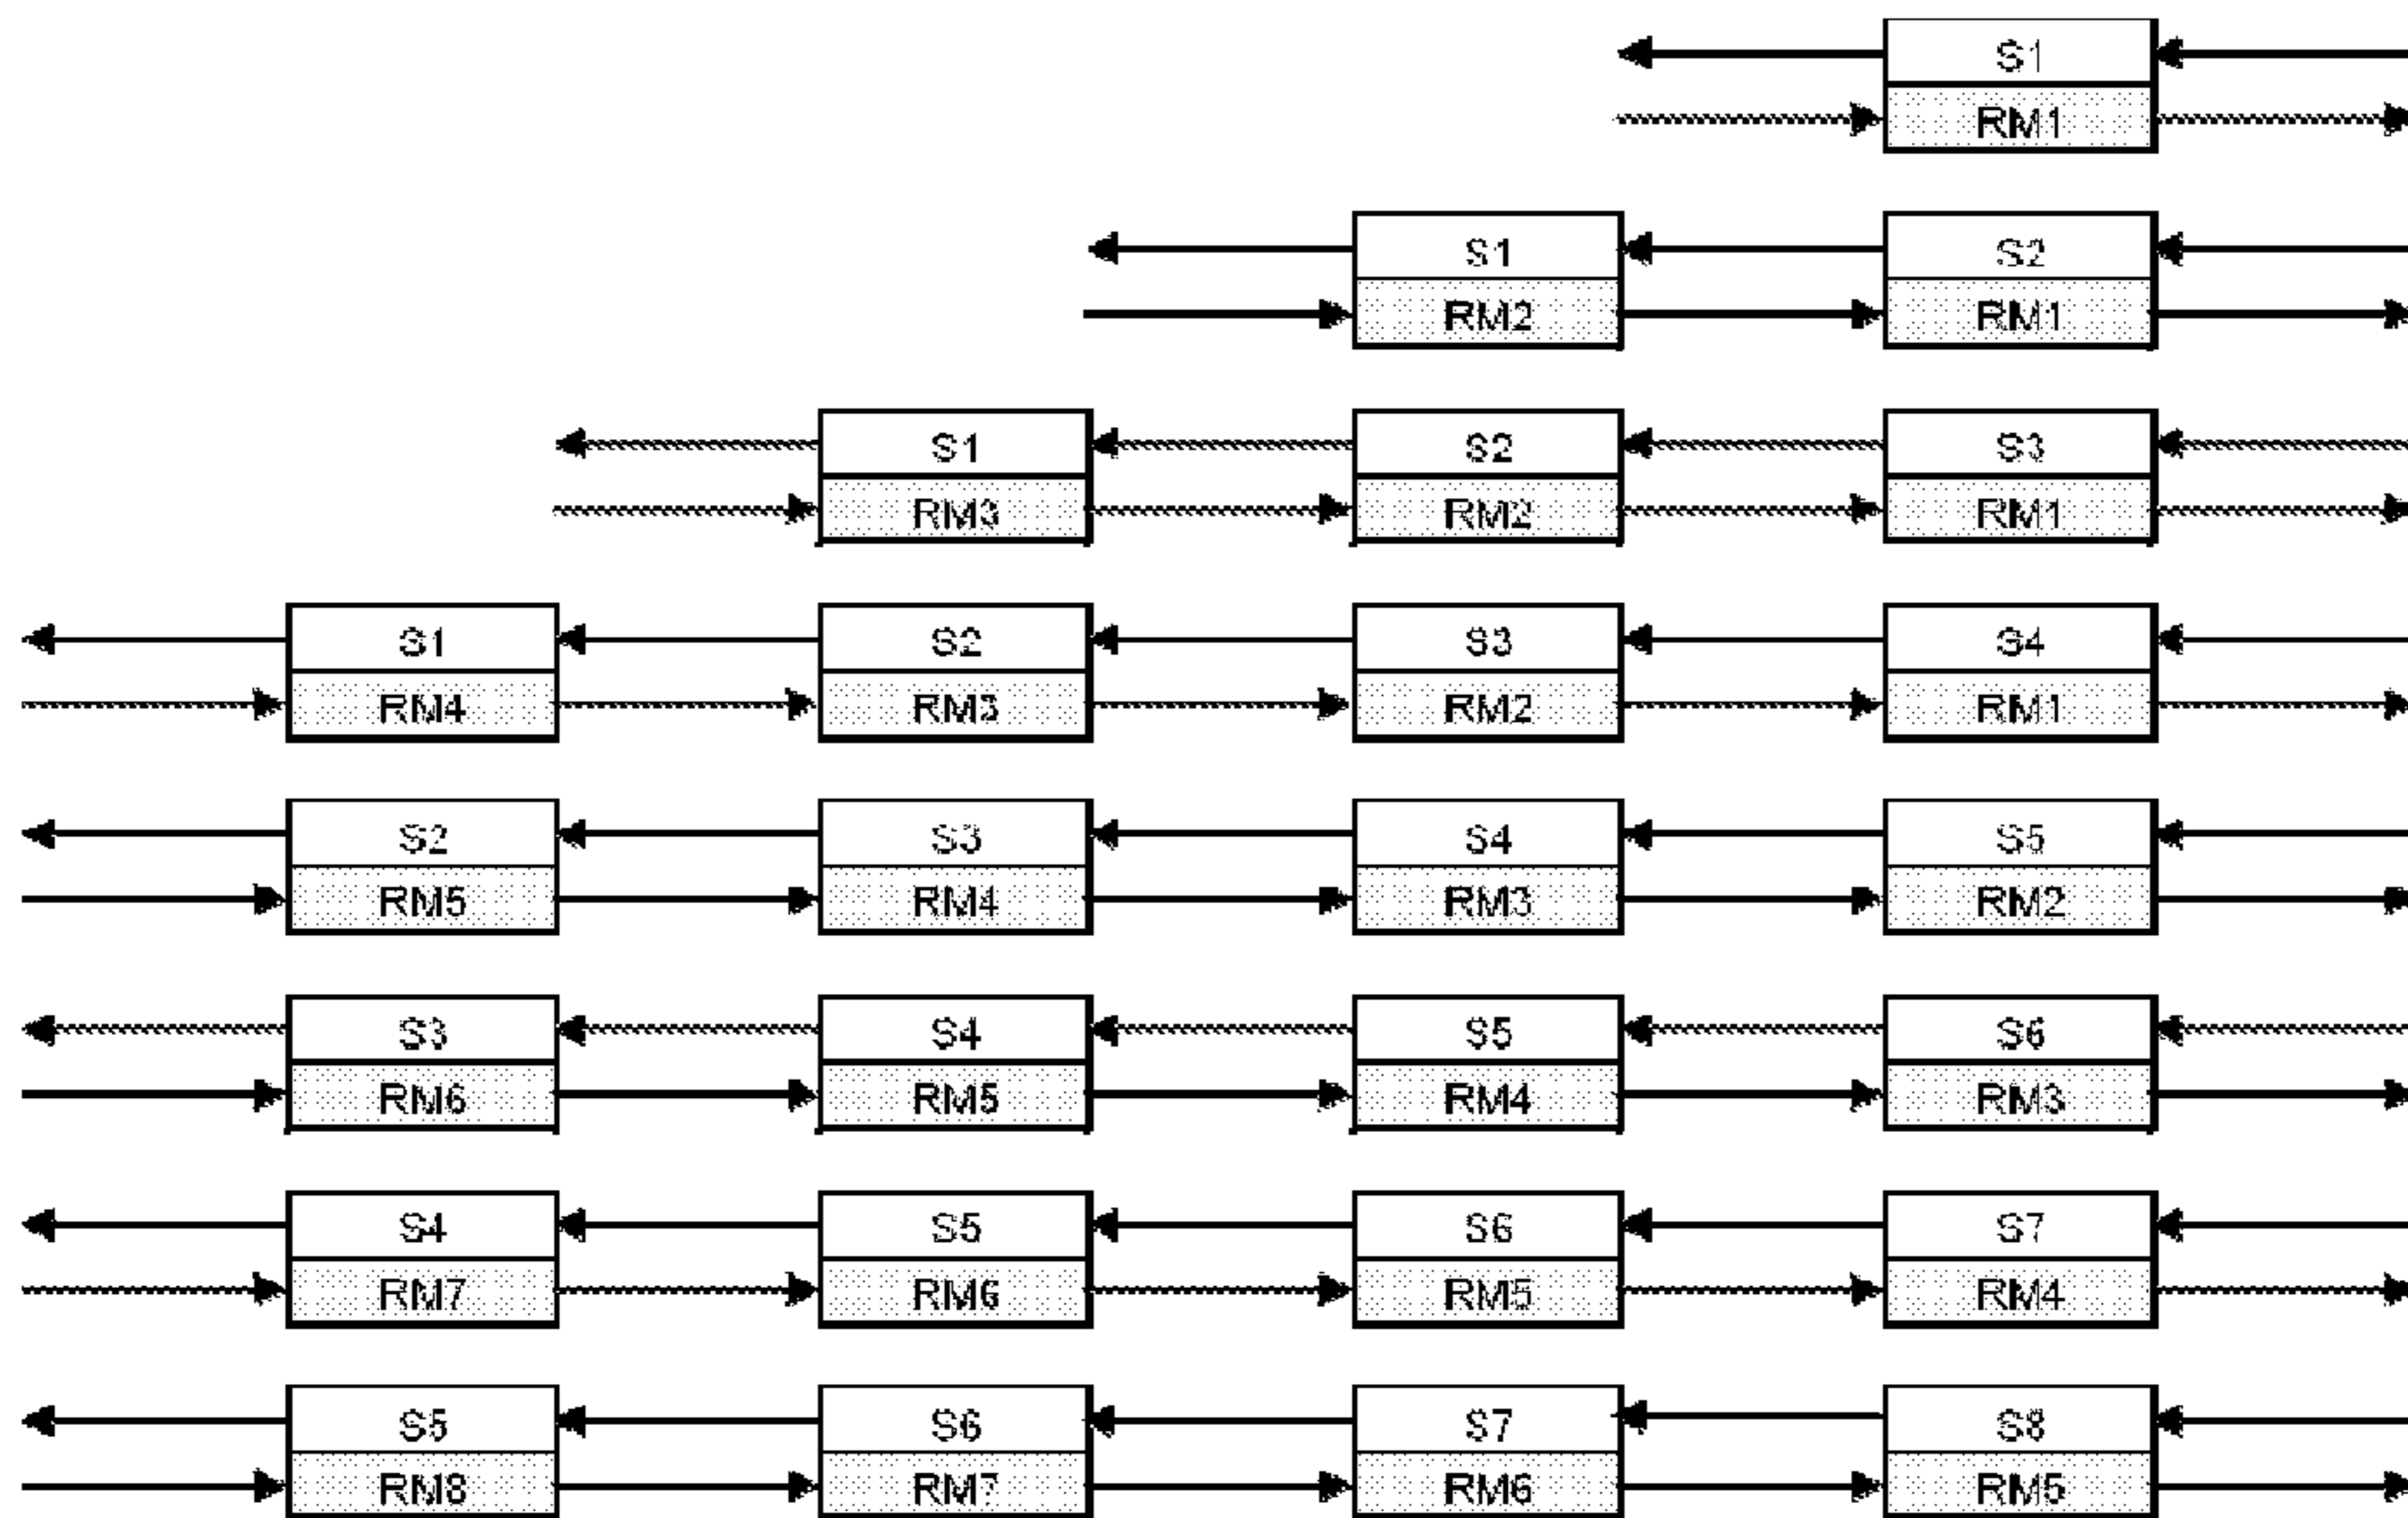 S1
RM1
S1 S2
RM2 RM1
S1 S2 S3
RM3 RM2 RM1
S1 S2 S3 S4
RM4 RM3 RM2 RM1
S2 S3 S4 S5
RM5 RM4 RM3 RM2
S3 S4 S5 S6
RM6 RM5 RM4 RM3
S4 S5 S6 S7
RM7 RM6 RM5 RM4
S5 S6 S7 S8
RM8 RM7 RM6 RM5